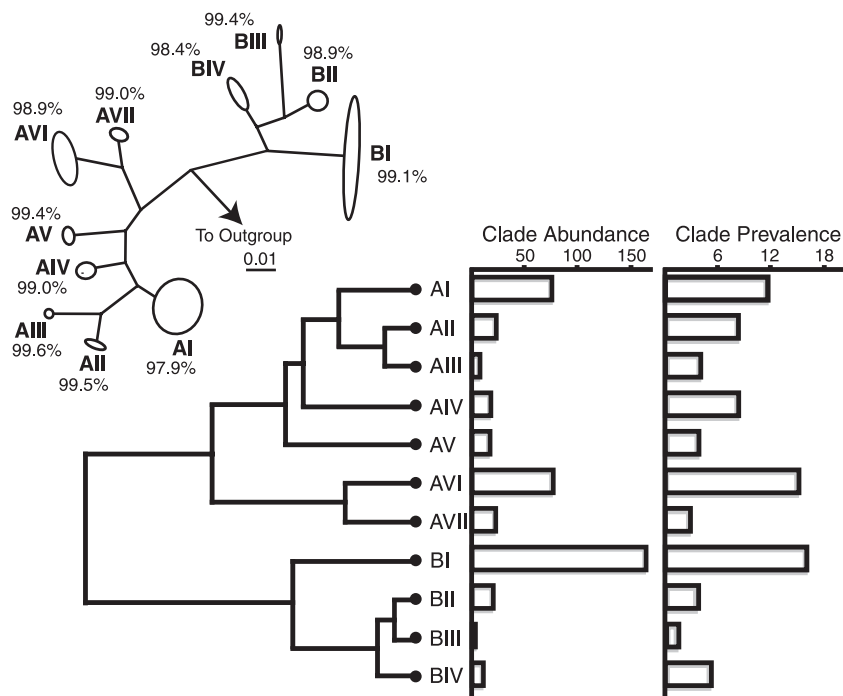 99.4%
BIII
98.4%
BIV
98.9%
BII
99.0%
AVII
98.9%
AVI
BI
99.1%
99.4%
AV
To Outgroup
0.01
AIV
99.0%
AIII
99.6%
AII
99.5%
AI
97.9%
Clade Abundance Clade Prevalence
50 100 150 6 12 18
AI
AII
AIII
AIV
AV
AVI
AVII
BI
BII
BIII
BIV